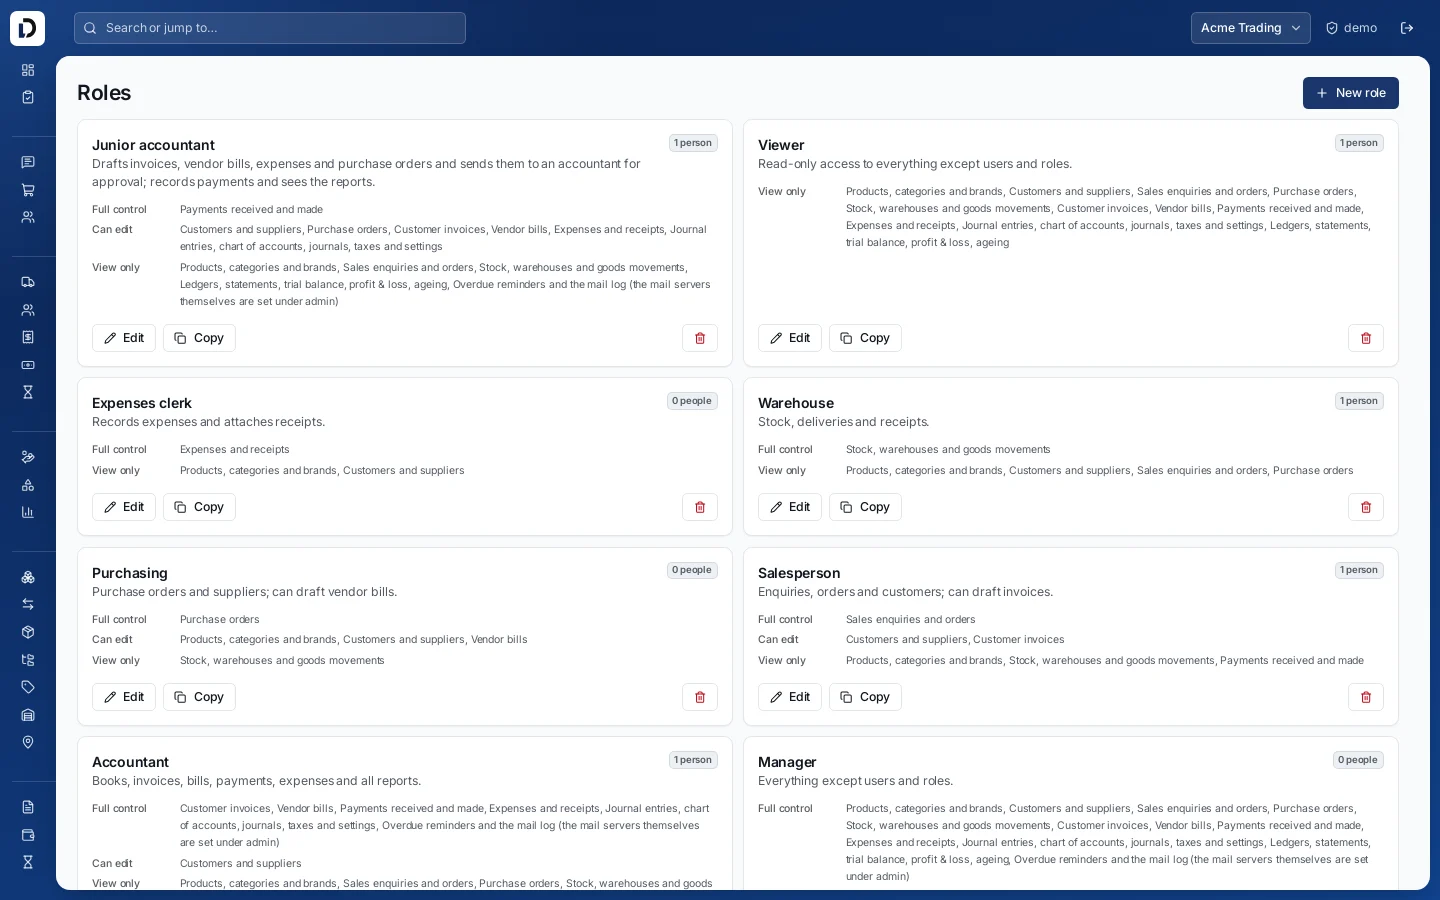 D
Search or jump to...
Acme Trading
demo
Roles
New role
Junior accountant
1 person
Drafts invoices, vendor bills, expenses and purchase orders and sends them to an accountant for
approval; records payments and sees the reports.
Full control
Payments received and made
Can edit
Customers and suppliers, Purchase orders, Customer invoices, Vendor bills, Expenses and receipts, Journal
entries, chart of accounts, journals, taxes and settings
View only
Products, categories and brands, Sales enquiries and orders, Stock, warehouses and goods movements,
Ledgers, statements, trial balance, profit & loss, ageing, Overdue reminders and the mail log (the mail servers
themselves are set under admin)
Edit
Copy
Viewer
1 person
Read-only access to everything except users and roles.
View only
Products, categories and brands, Customers and suppliers, Sales enquiries and orders, Purchase orders,
Stock, warehouses and goods movements, Customer invoices, Vendor bills, Payments received and made,
Expenses and receipts, Journal entries, chart of accounts, journals, taxes and settings, Ledgers, statements,
trial balance, profit & loss, ageing
Edit
Copy
Expenses clerk
0 people
Records expenses and attaches receipts.
Full control
Expenses and receipts
View only
Products, categories and brands, Customers and suppliers
Edit
Copy
Warehouse
1 person
Stock, deliveries and receipts.
Full control
Stock, warehouses and goods movements
View only
Products, categories and brands, Customers and suppliers, Sales enquiries and orders, Purchase orders
Edit
Copy
Purchasing
0 people
Purchase orders and suppliers; can draft vendor bills.
Full control
Purchase orders
Can edit
Products, categories and brands, Customers and suppliers, Vendor bills
View only
Stock, warehouses and goods movements
Edit
Copy
Salesperson
1 person
Enquiries, orders and customers; can draft invoices.
Full control
Sales enquiries and orders
Can edit
Customers and suppliers, Customer invoices
View only
Products, categories and brands, Stock, warehouses and goods movements, Payments received and made
Edit
Copy
Accountant
1 person
Books, invoices, bills, payments, expenses and all reports.
Full control
Customer invoices, Vendor bills, Payments received and made, Expenses and receipts, Journal entries, chart
of accounts, journals, taxes and settings, Overdue reminders and the mail log (the mail servers themselves
are set under admin)
Can edit
Customers and suppliers
View only
Products, categories and brands, Sales enquiries and orders, Purchase orders, Stock, warehouses and goods
Manager
0 people
Everything except users and roles.
Full control
Products, categories and brands, Customers and suppliers, Sales enquiries and orders, Purchase orders,
Stock, warehouses and goods movements, Customer invoices, Vendor bills, Payments received and made,
Expenses and receipts, Journal entries, chart of accounts, journals, taxes and settings, Ledgers, statements,
trial balance, profit & loss, ageing, Overdue reminders and the mail log (the mail servers themselves are set
under admin)